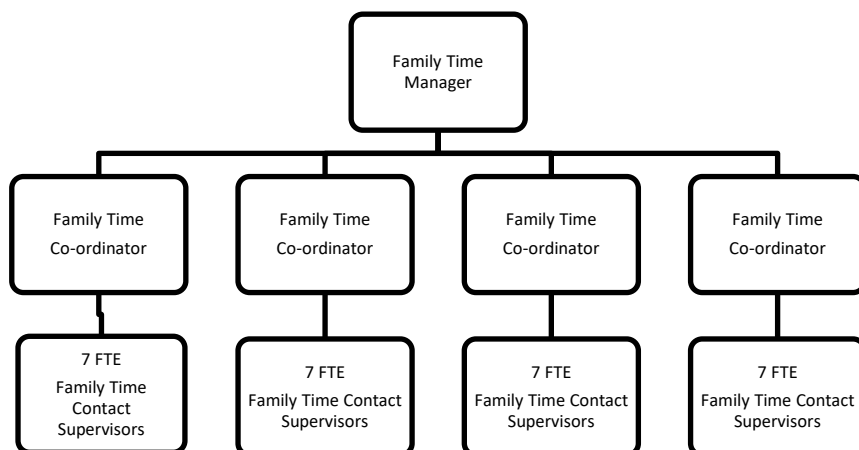 Family Time
Manager
Family Time
Co-ordinator
Family Time
Co-ordinator
Family Time
Co-ordinator
Family Time
Co-ordinator
7 FTE
Family Time
Contact
Supervisors
7 FTE
Family Time Contact
Supervisors
7 FTE
Family Time Contact
Supervisors
7 FTE
Family Time Contact
Supervisors